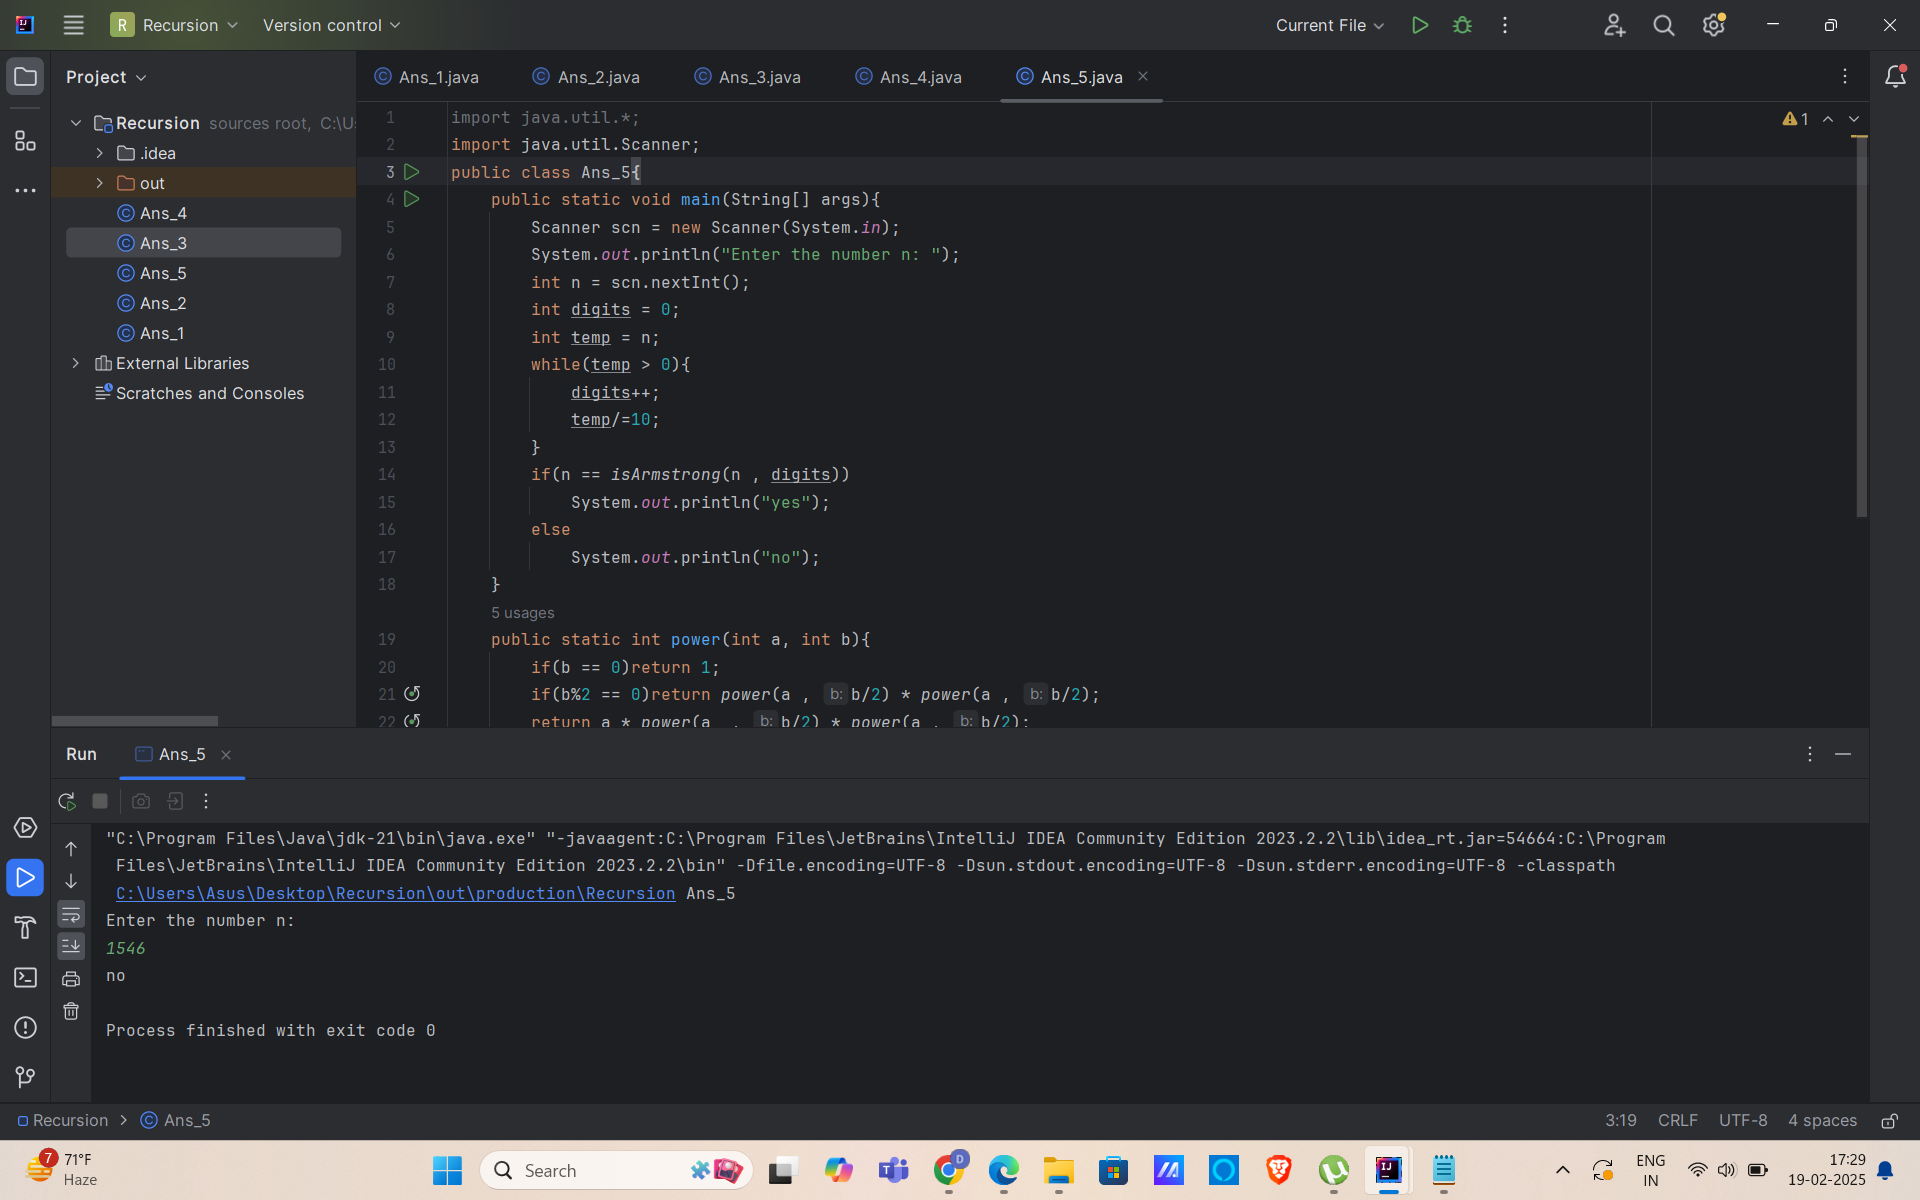 R Recursion Version control Current File
Project
Recursion sources root, C:\Us
.idea
out
Ans_4
Ans_3
Ans_5
Ans_2
Ans_1
External Libraries
Scratches and Consoles
Ans_1.java Ans_2.java Ans_3.java Ans_4.java Ans_5.java
1
1 import java.util.*;
2 import java.util.Scanner;
3 public class Ans_5{
4 public static void main(String[] args){
5 Scanner scn = new Scanner(System.in);
6 System.out.println("Enter the number n: ");
7 int n = scn.nextInt();
8 int digits = 0;
9 int temp = n;
10 while(temp > 0){
11 digits++;
12 temp/=10;
13 }
14 if(n == isArmstrong(n , digits))
15 System.out.println("yes");
16 else
17 System.out.println("no");
18 }
5 usages
19 public static int power(int a, int b){
20 if(b == 0)return 1;
21 if(b%2 == 0)return power(a , b: b/2) * power(a , b: b/2);
22 return a * power(a , b: b/2) * power(a , b: b/2);
Run Ans_5
"C:\Program Files\Java\jdk-21\bin\java.exe" "-javaagent:C:\Program Files\JetBrains\IntelliJ IDEA Community Edition 2023.2.2\lib\idea_rt.jar=54664:C:\Program
Files\JetBrains\IntelliJ IDEA Community Edition 2023.2.2\bin" -Dfile.encoding=UTF-8 -Dsun.stdout.encoding=UTF-8 -Dsun.stderr.encoding=UTF-8 -classpath
C:\Users\Asus\Desktop\Recursion\out\production\Recursion Ans_5
Enter the number n:
1546
no
Process finished with exit code 0
Recursion Ans_5 3:19 CRLF UTF-8 4 spaces
7 71°F
Haze
Search
D
ENG
IN
17:29
19-02-2025